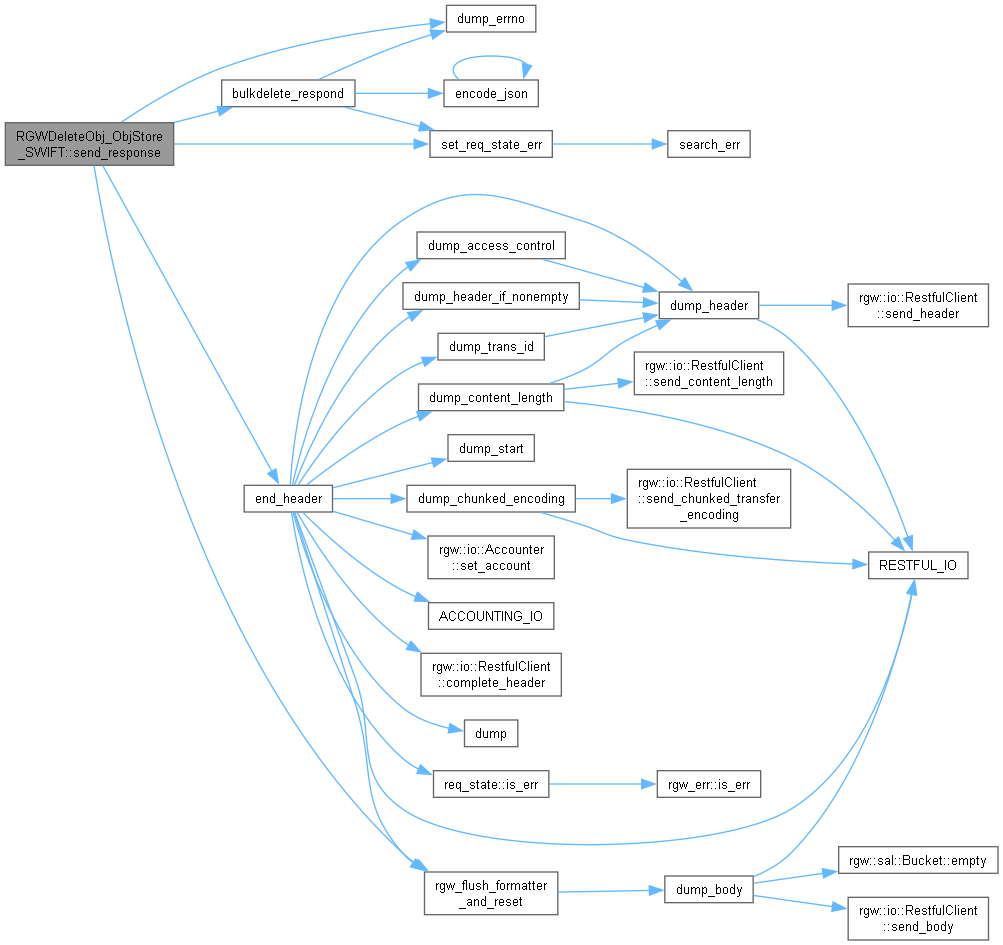 dump_errno
bulkdelete_respond
encode_json
RGWDeleteObj_ObjStore
_SWIFT::send_response
set_req_state_err
search_err
dump_access_control
dump_header_if_nonempty
dump_header
rgw::io::RestfulClient
::send_header
dump_trans_id
rgw::io::RestfulClient
::send_content_length
dump_content_length
dump_start
end_header
dump_chunked_encoding
rgw::io::RestfulClient
::send_chunked_transfer
_encoding
rgw::io::Accounter
::set_account
RESTFUL_IO
ACCOUNTING_IO
rgw::io::RestfulClient
::complete_header
dump
req_state::is_err
rgw_err::is_err
rgw_flush_formatter
_and_reset
dump_body
rgw::sal::Bucket::empty
rgw::io::RestfulClient
::send_body